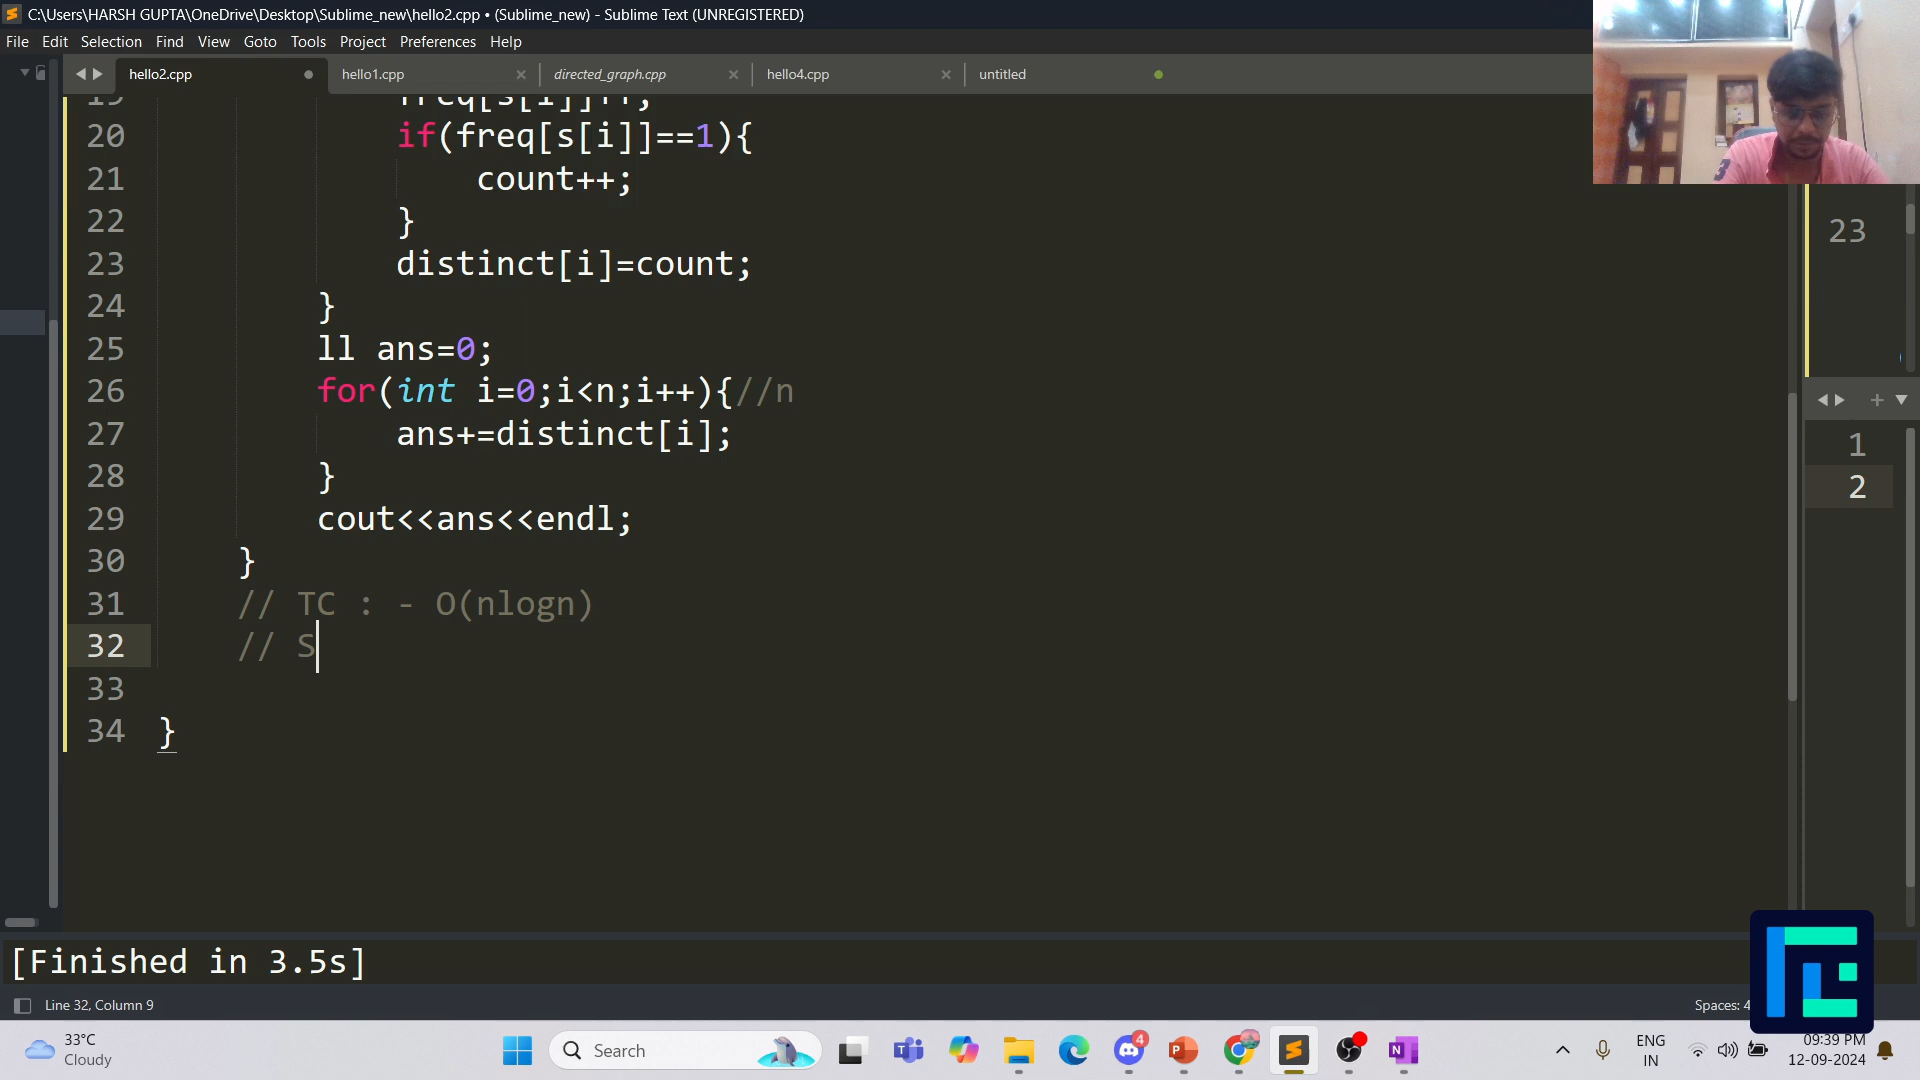 C:\Users\HARSH GUPTA\OneDrive\Desktop\Sublime_new\hello2.cpp • (Sublime_new) - Sublime Text (UNREGISTERED)
File Edit Selection Find View Goto Tools Project Preferences Help
hello2.cpp hello1.cpp directed_graph.cpp hello4.cpp untitled
19 freq[s[i]]++;
20 if(freq[s[i]]==1){
21 count++;
22 }
23 distinct[i]=count;
24 }
25 ll ans=0;
26 for(int i=0;i<n;i++){//n
27 ans+=distinct[i];
28 }
29 cout<<ans<<endl;
30 }
31 // TC : - O(nlogn)
32 // S
33
34 }
23
1
2
[Finished in 3.5s]
Line 32, Column 9
Spaces: 4
33°C
Cloudy
Search
4
ENG
IN
09:39 PM
12-09-2024